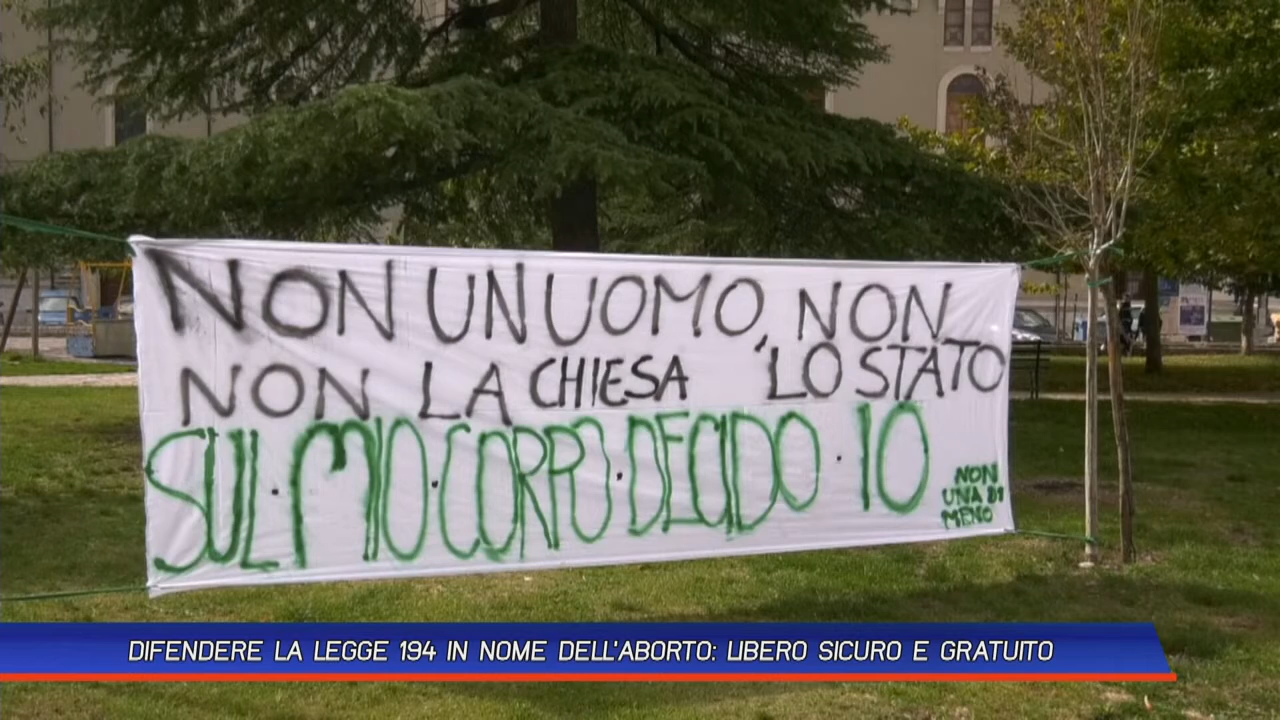 NON UN UOMO, NON
NON LA CHIESA LO STATO
SUL·MIO·CORPO·DECIDO·IO
NON
UNA DI
MENO
DIFENDERE LA LEGGE 194 IN NOME DELL'ABORTO: LIBERO SICURO E GRATUITO